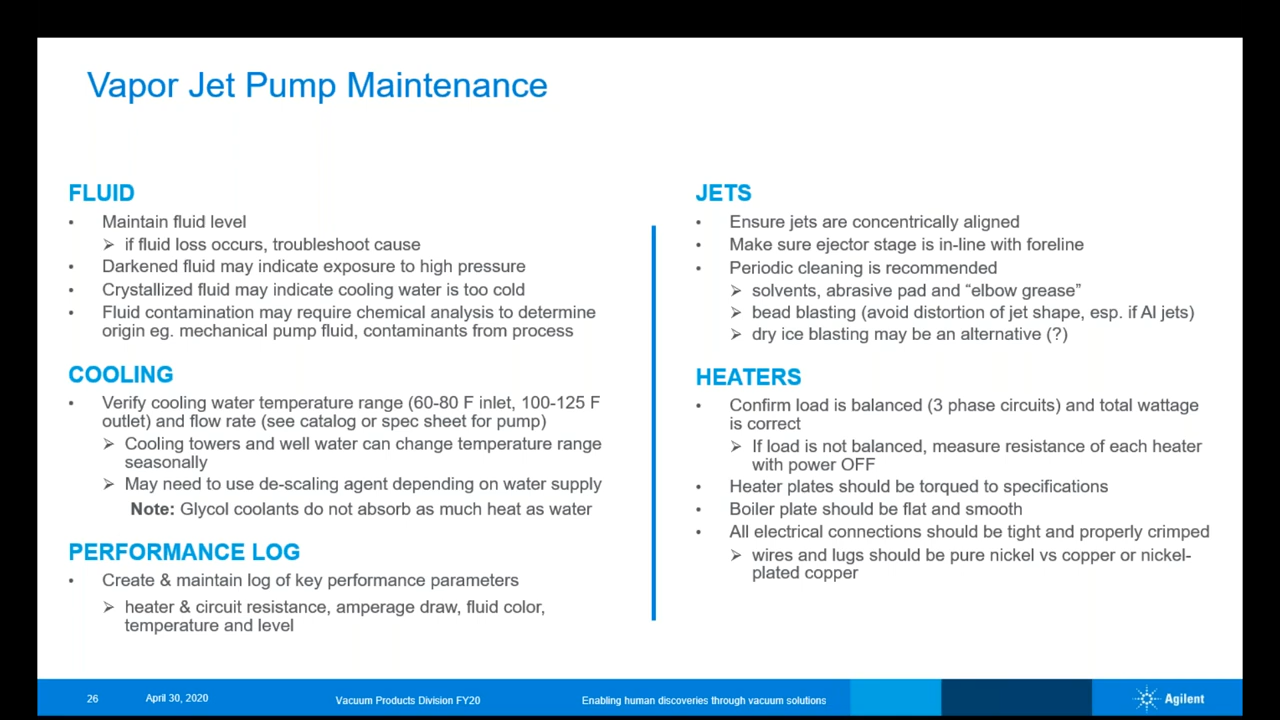 Vapor Jet Pump Maintenance
FLUID
• Maintain fluid level
➢ if fluid loss occurs, troubleshoot cause
• Darkened fluid may indicate exposure to high pressure
• Crystallized fluid may indicate cooling water is too cold
• Fluid contamination may require chemical analysis to determine
origin eg. mechanical pump fluid, contaminants from process
COOLING
• Verify cooling water temperature range (60-80 F inlet, 100-125 F
outlet) and flow rate (see catalog or spec sheet for pump)
➢ Cooling towers and well water can change temperature range
seasonally
➢ May need to use de-scaling agent depending on water supply
Note: Glycol coolants do not absorb as much heat as water
PERFORMANCE LOG
• Create & maintain log of key performance parameters
➢ heater & circuit resistance, amperage draw, fluid color,
temperature and level
JETS
• Ensure jets are concentrically aligned
• Make sure ejector stage is in-line with foreline
• Periodic cleaning is recommended
➢ solvents, abrasive pad and “elbow grease”
➢ bead blasting (avoid distortion of jet shape, esp. if Al jets)
➢ dry ice blasting may be an alternative (?)
HEATERS
• Confirm load is balanced (3 phase circuits) and total wattage
is correct
➢ If load is not balanced, measure resistance of each heater
with power OFF
• Heater plates should be torqued to specifications
• Boiler plate should be flat and smooth
• All electrical connections should be tight and properly crimped
➢ wires and lugs should be pure nickel vs copper or nickel-
plated copper
26 April 30, 2020 Vacuum Products Division FY20 Enabling human discoveries through vacuum solutions Agilent